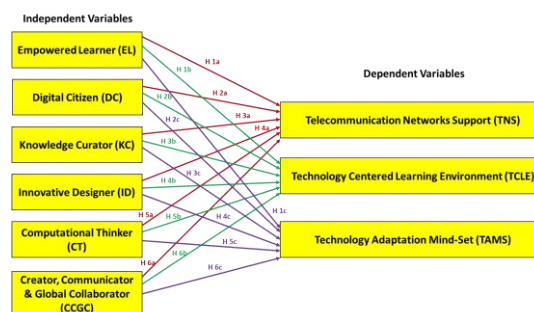 Independent Variables
Empowered Learner (EL)
Digital Citizen (DC)
Knowledge Curator (KC)
Innovative Designer (ID)
Computational Thinker
(CT)
Creator, Communicator
& Global Collaborator
(CCGC)
H 1a
H 1b
H 2a
H 2b
H 2c
H 3a
H 4a
H 3b
H 3c
H 4b
H 1c
H 5a
H 5b
H 4c
H 5c
H 6a
H 6b
H 6c
Dependent Variables
Telecommunication Networks Support (TNS)
Technology Centered Learning Environment (TCLE)
Technology Adaptation Mind-Set (TAMS)